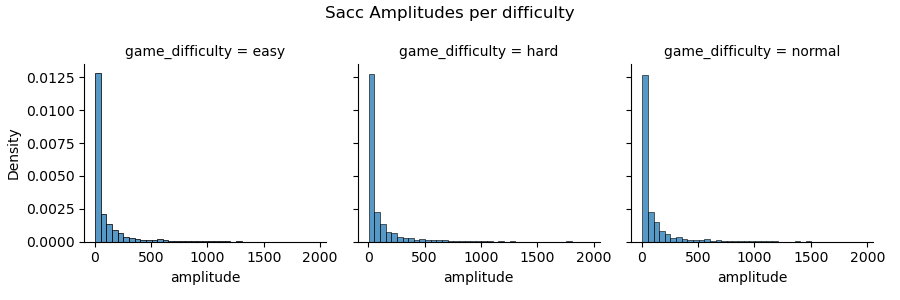 Sacc Amplitudes per difficulty
game_difficulty = easy
game_difficulty = hard
game_difficulty = normal
Density
0.0125
0.0100
0.0075
0.0050
0.0025
0.0000
0 500 1000 1500 2000
0 500 1000 1500 2000
0 500 1000 1500 2000
amplitude
amplitude
amplitude